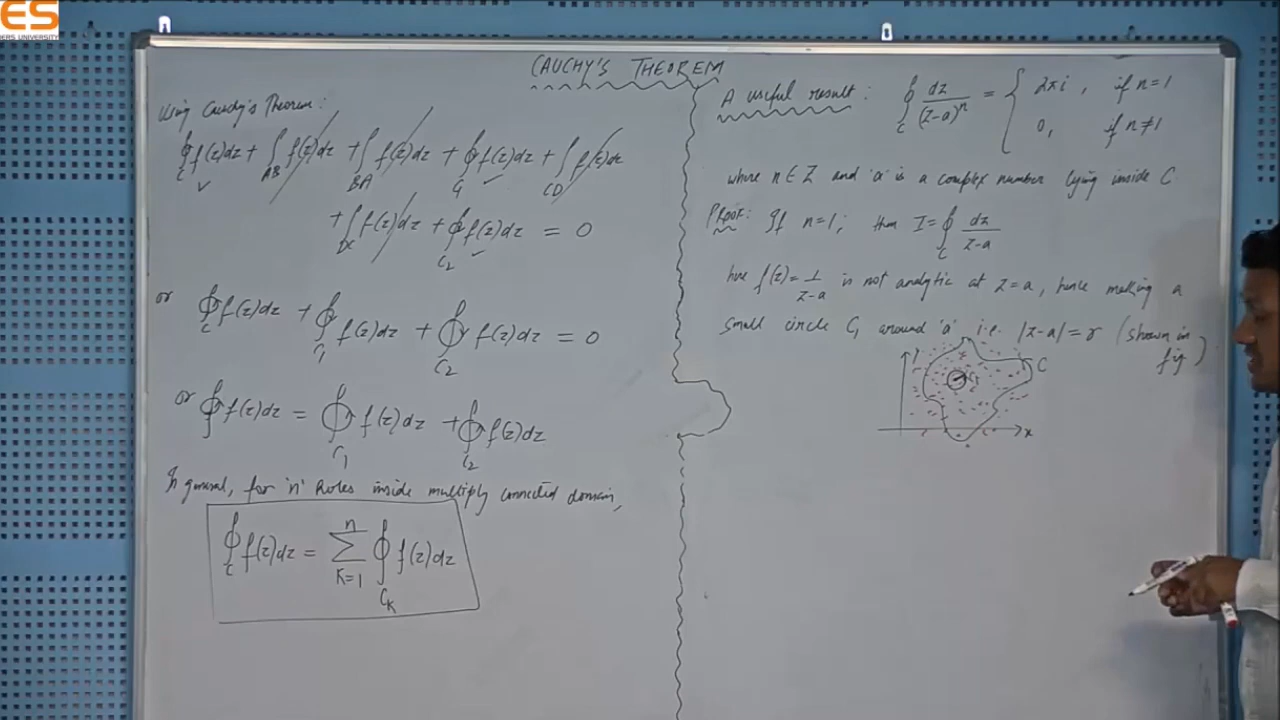 ES
ERS UNIVERSITY
CAUCHY'S THEOREM
Using Cauchy's Theorem:
∮_C f(z)dz + ∫_AB f(z)dz + ∫_BA f(z)dz + ∮_C1 f(z)dz + ∫_CD f(z)dz
+ ∫_DC f(z)dz + ∮_C2 f(z)dz = 0
or ∮_C f(z)dz + ∮_C1 f(z)dz + ∮_C2 f(z)dz = 0
or ∮ f(z)dz = ∮_C1 f(z)dz + ∮_C2 f(z)dz
In general, for 'n' holes inside multiply connected domain,
∮_C f(z)dz = Σ_{K=1}^{n} ∮_CK f(z)dz
A useful result: ∮_C dz/(z-a)^n = { 2πi, if n=1
0, if n≠1
where n∈Z and 'a' is a complex number lying inside C.
PROOF: If n=1, then I = ∮_C dz/(z-a)
here f(z) = 1/(z-a) is not analytic at z=a, hence making a
small circle C1 around 'a' i.e. |z-a|=r (shown in
fig)
C
x